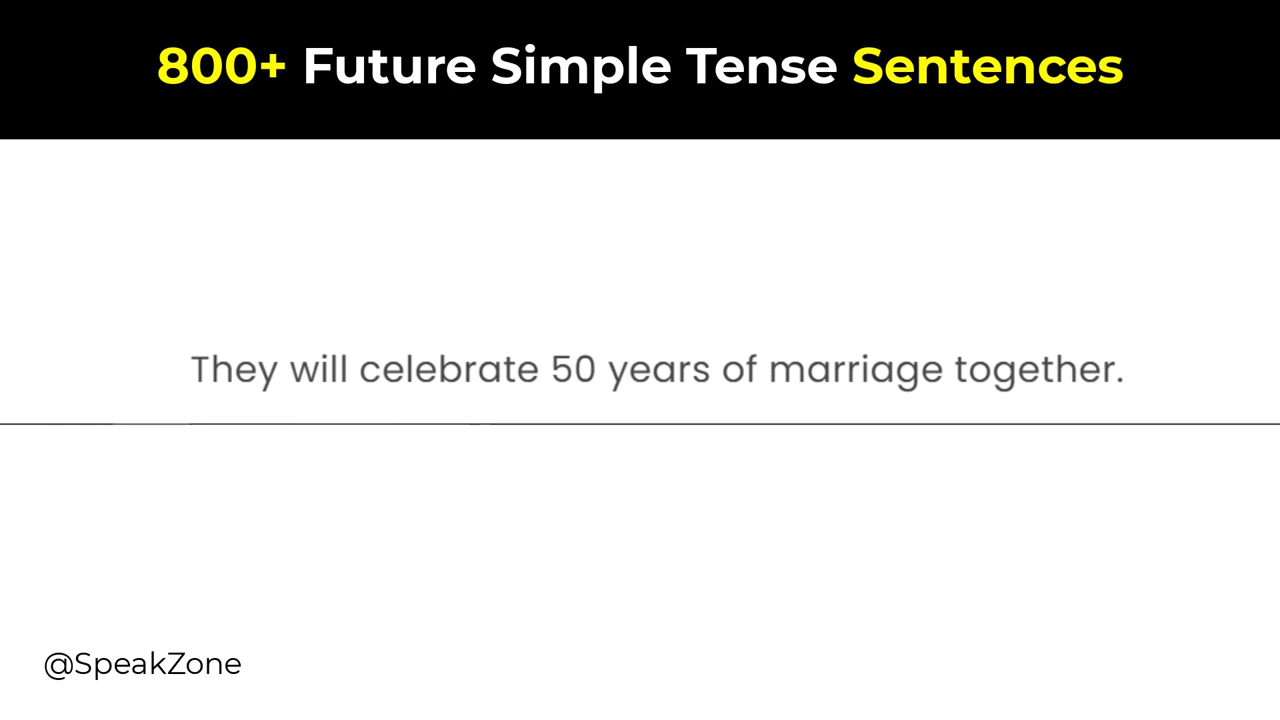 800+ Future Simple Tense Sentences
They will celebrate 50 years of marriage together.
@SpeakZone